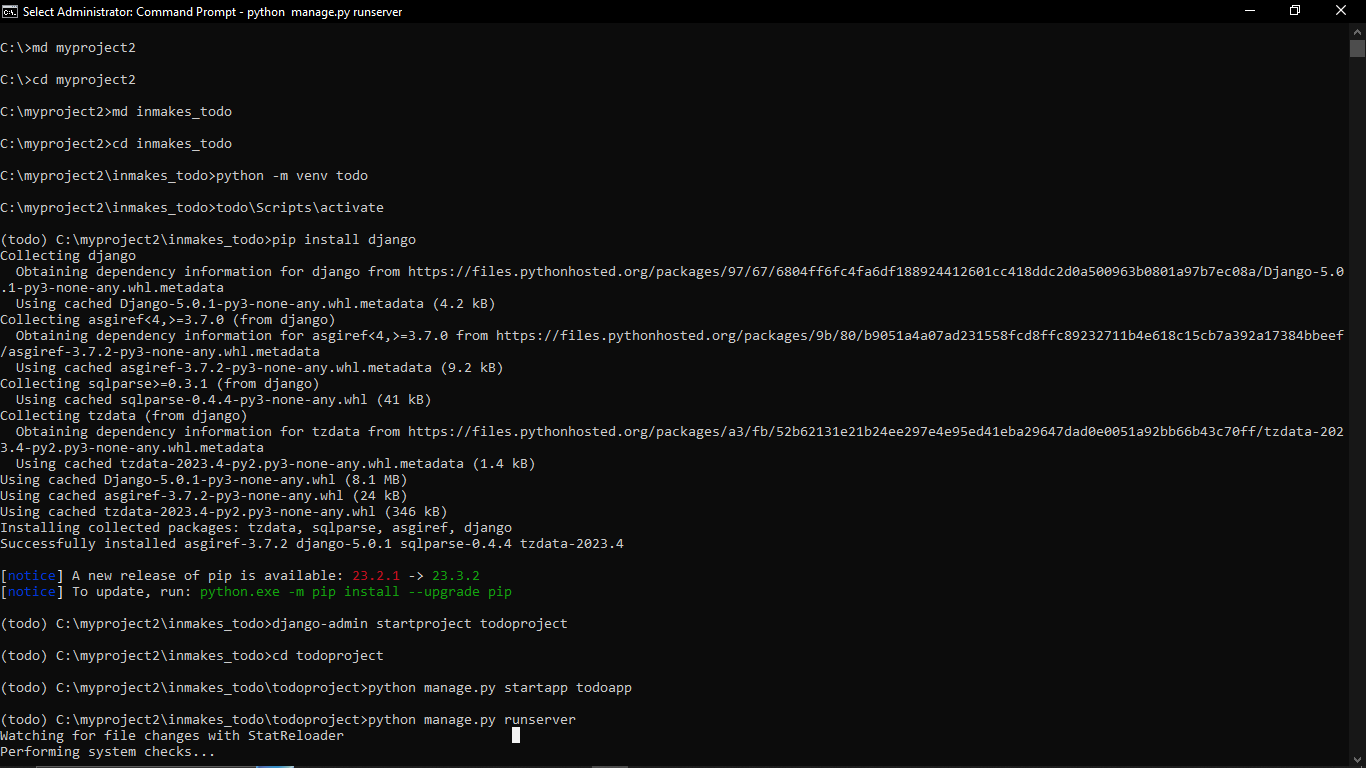 Select Administrator: Command Prompt - python  manage.py runserver
C:\>md myproject2
C:\>cd myproject2
C:\myproject2>md inmakes_todo
C:\myproject2>cd inmakes_todo
C:\myproject2\inmakes_todo>python -m venv todo
C:\myproject2\inmakes_todo>todo\Scripts\activate
(todo) C:\myproject2\inmakes_todo>pip install django
Collecting django
  Obtaining dependency information for django from https://files.pythonhosted.org/packages/97/67/6804ff6fc4fa6df188924412601cc418ddc2d0a500963b0801a97b7ec08a/Django-5.0
.1-py3-none-any.whl.metadata
  Using cached Django-5.0.1-py3-none-any.whl.metadata (4.2 kB)
Collecting asgiref<4,>=3.7.0 (from django)
  Obtaining dependency information for asgiref<4,>=3.7.0 from https://files.pythonhosted.org/packages/9b/80/b9051a4a07ad231558fcd8ffc89232711b4e618c15cb7a392a17384bbeef
/asgiref-3.7.2-py3-none-any.whl.metadata
  Using cached asgiref-3.7.2-py3-none-any.whl.metadata (9.2 kB)
Collecting sqlparse>=0.3.1 (from django)
  Using cached sqlparse-0.4.4-py3-none-any.whl (41 kB)
Collecting tzdata (from django)
  Obtaining dependency information for tzdata from https://files.pythonhosted.org/packages/a3/fb/52b62131e21b24ee297e4e95ed41eba29647dad0e0051a92bb66b43c70ff/tzdata-202
3.4-py2.py3-none-any.whl.metadata
  Using cached tzdata-2023.4-py2.py3-none-any.whl.metadata (1.4 kB)
Using cached Django-5.0.1-py3-none-any.whl (8.1 MB)
Using cached asgiref-3.7.2-py3-none-any.whl (24 kB)
Using cached tzdata-2023.4-py2.py3-none-any.whl (346 kB)
Installing collected packages: tzdata, sqlparse, asgiref, django
Successfully installed asgiref-3.7.2 django-5.0.1 sqlparse-0.4.4 tzdata-2023.4
[notice] A new release of pip is available: 23.2.1 -> 23.3.2
[notice] To update, run: python.exe -m pip install --upgrade pip
(todo) C:\myproject2\inmakes_todo>django-admin startproject todoproject
(todo) C:\myproject2\inmakes_todo>cd todoproject
(todo) C:\myproject2\inmakes_todo\todoproject>python manage.py startapp todoapp
(todo) C:\myproject2\inmakes_todo\todoproject>python manage.py runserver
Watching for file changes with StatReloader
Performing system checks...